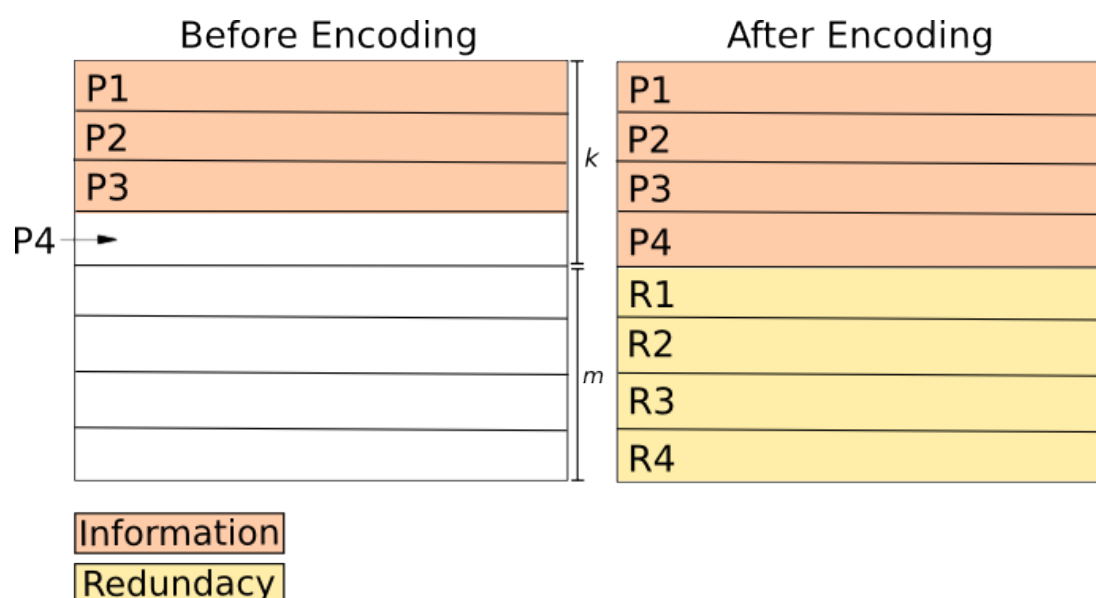 Before Encoding
After Encoding
P1
P2
P3
P4
k
m
P1
P2
P3
P4
R1
R2
R3
R4
Information
Redundacy